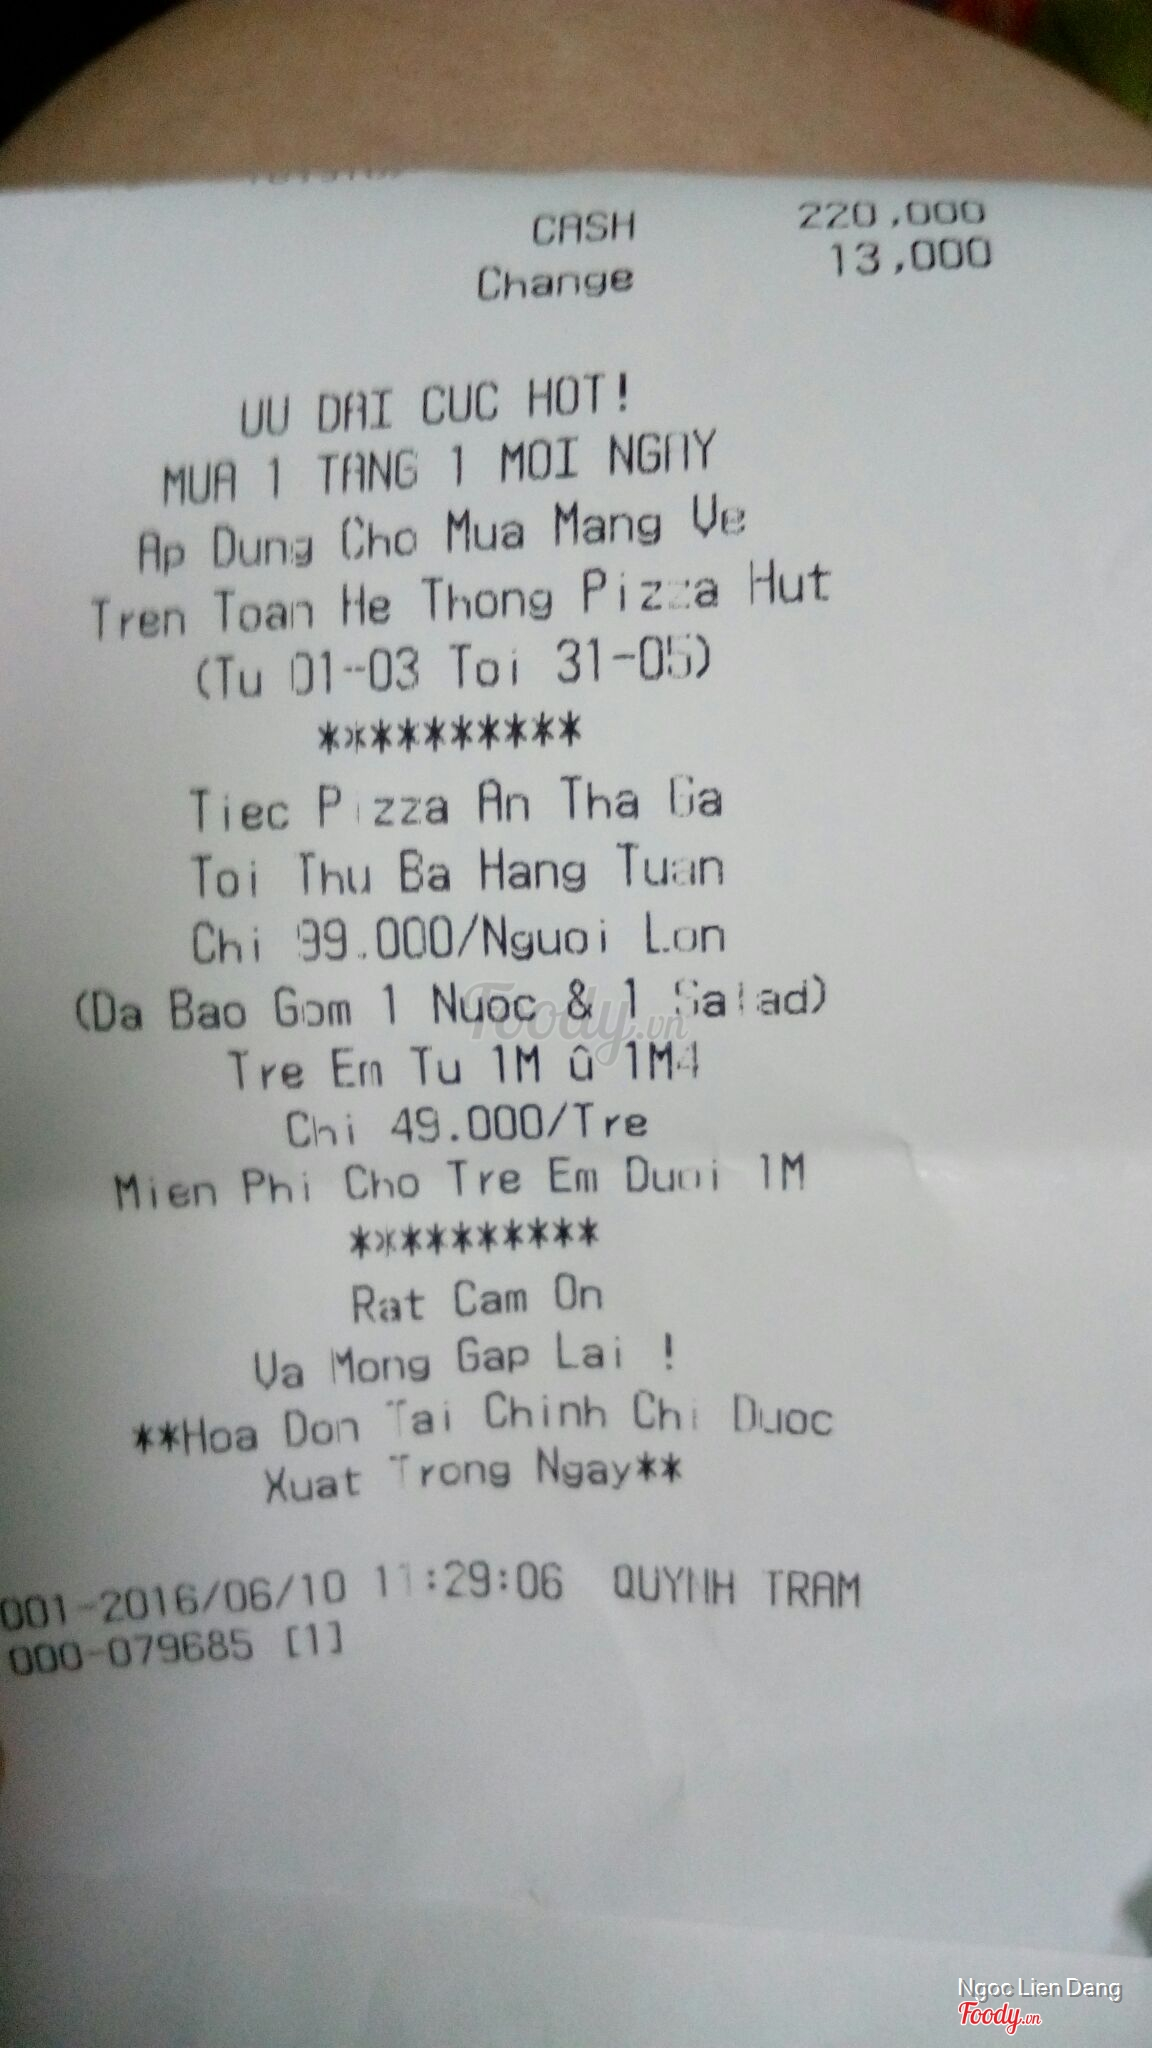 CASH 220,000
Change 13,000
UU DAI CUC HOT!
MUA 1 TANG 1 MOI NGAY
Ap Dung Cho Mua Mang Ve
Tren Toan He Thong Pizza Hut
(Tu 01-03 Toi 31-05)
**********
Tiec Pizza An Tha Ga
Toi Thu Ba Hang Tuan
Chi 99.000/Nguoi Lon
(Da Bao Gom 1 Nuoc & 1 Salad)
Tre Em Tu 1M û 1M4
Chi 49.000/Tre
Mien Phi Cho Tre Em Duoi 1M
**********
Rat Cam On
Va Mong Gap Lai !
**Hoa Don Tai Chinh Chi Duoc
Xuat Trong Ngay**
001-2016/06/10 11:29:06 QUYNH TRAM
000-079685 [1]
Foody.vn
Ngoc Lien Dang
Foody.vn